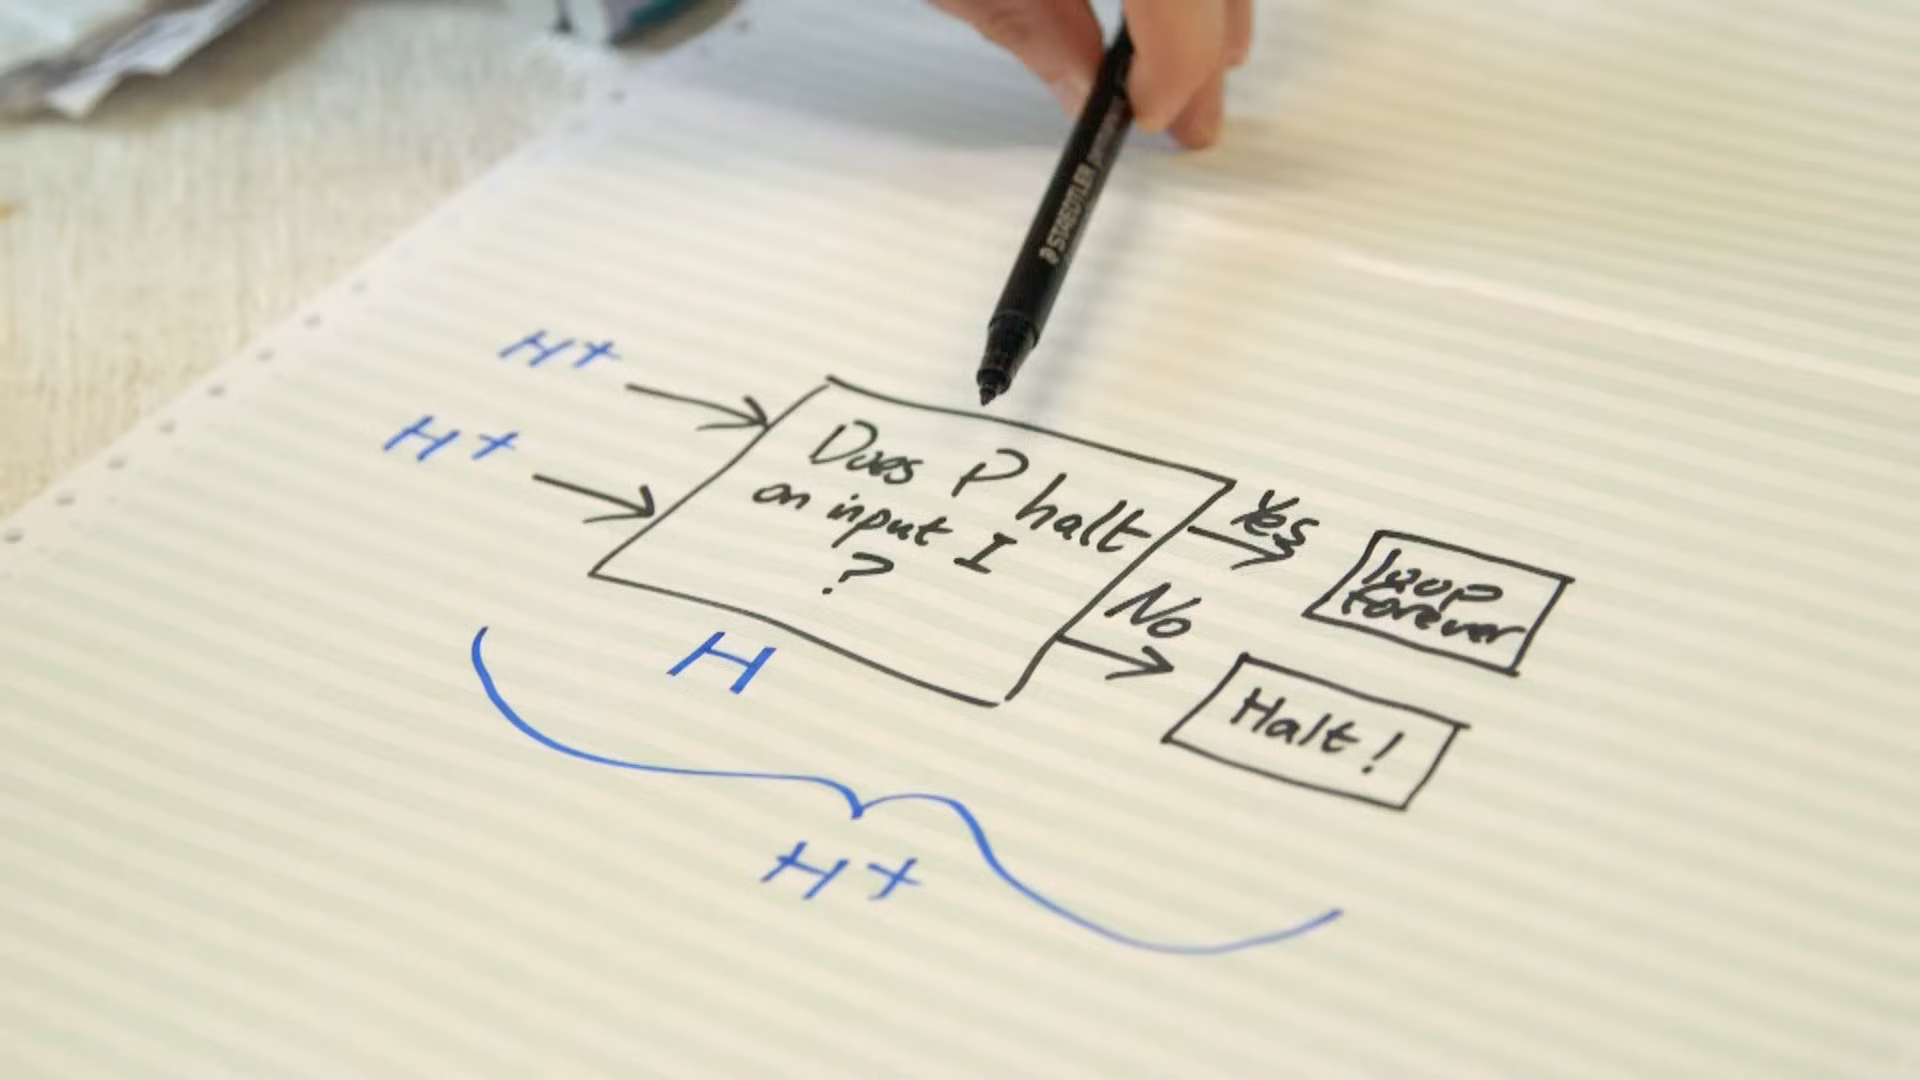 STAEDTLER
H+
H+
Does P halt
on input I
?
Yes
No
loop
forever
Halt!
H
H+